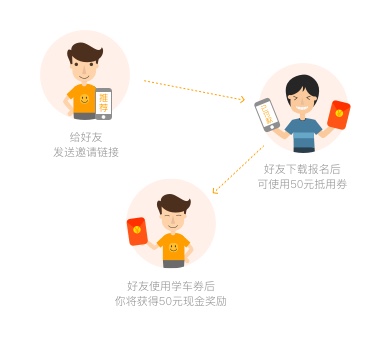 推荐
给好友
发送邀请链接
好友下载报名后
可使用50元抵用券
好友使用学车券后
你将获得50元现金奖励